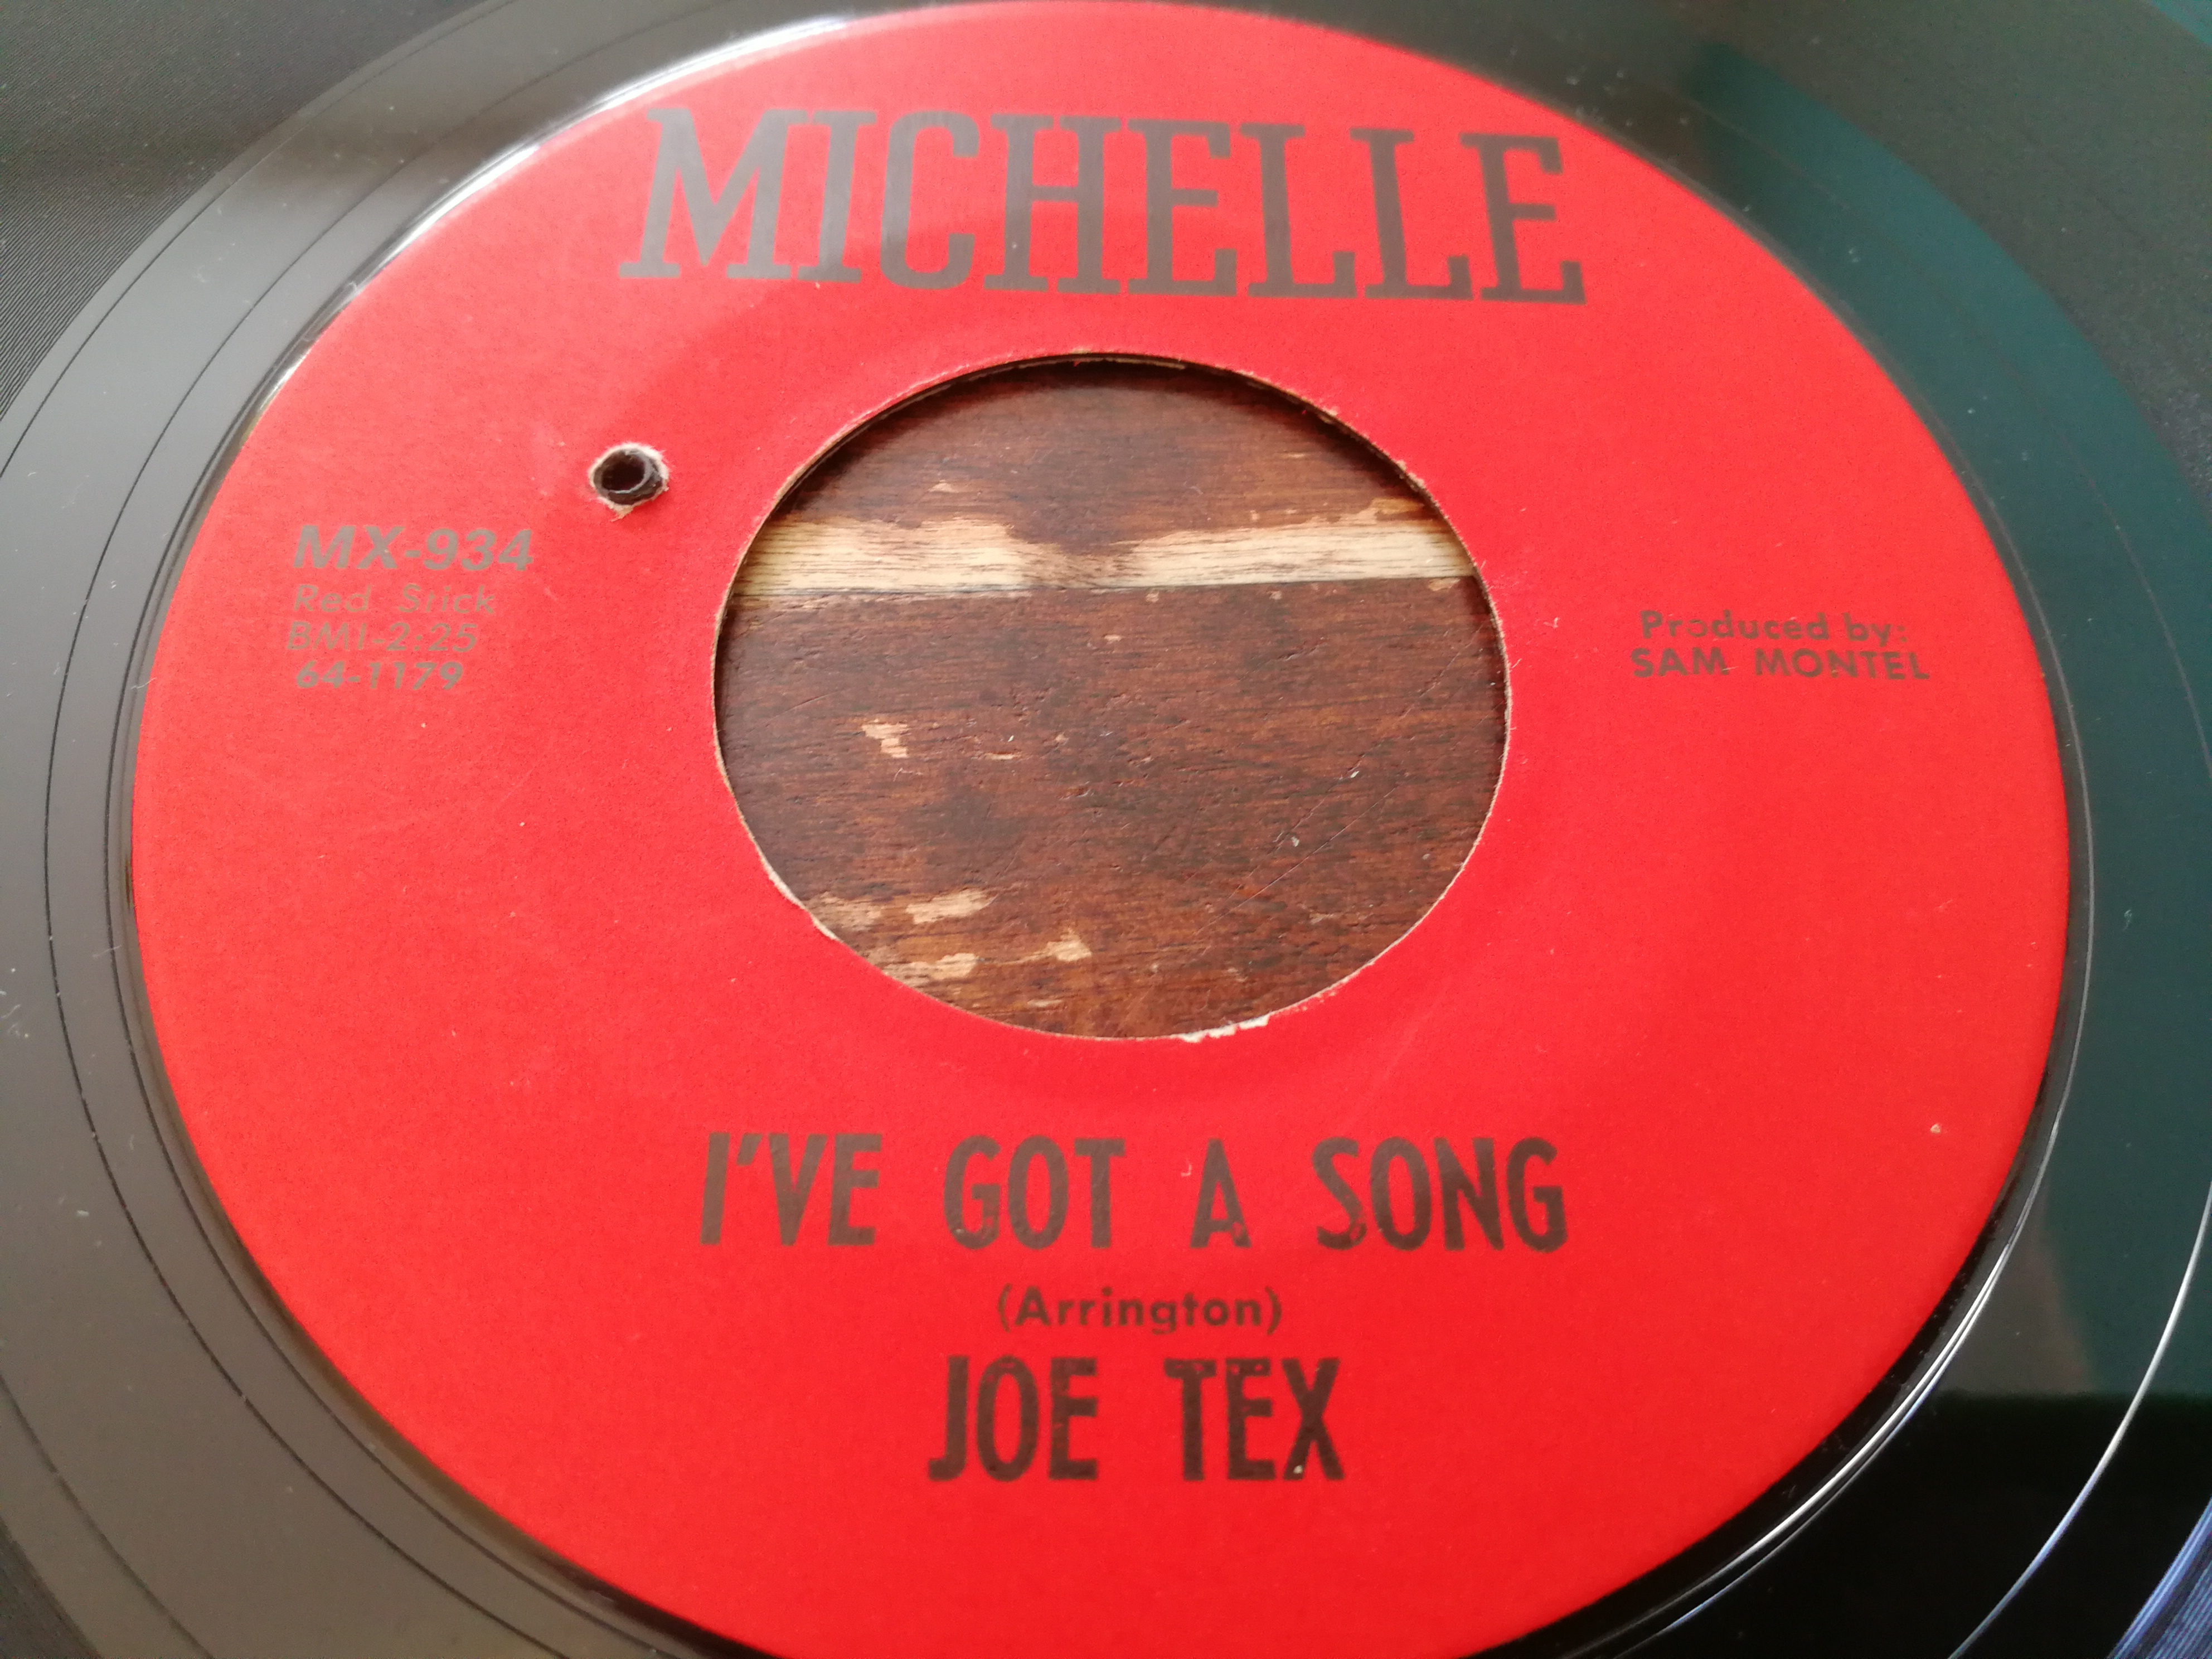 MICHELLE
MX-934
Red Stick
BMI-2:25
64-1179
Produced by:
SAM MONTEL
I'VE GOT A SONG
(Arrington)
JOE TEX